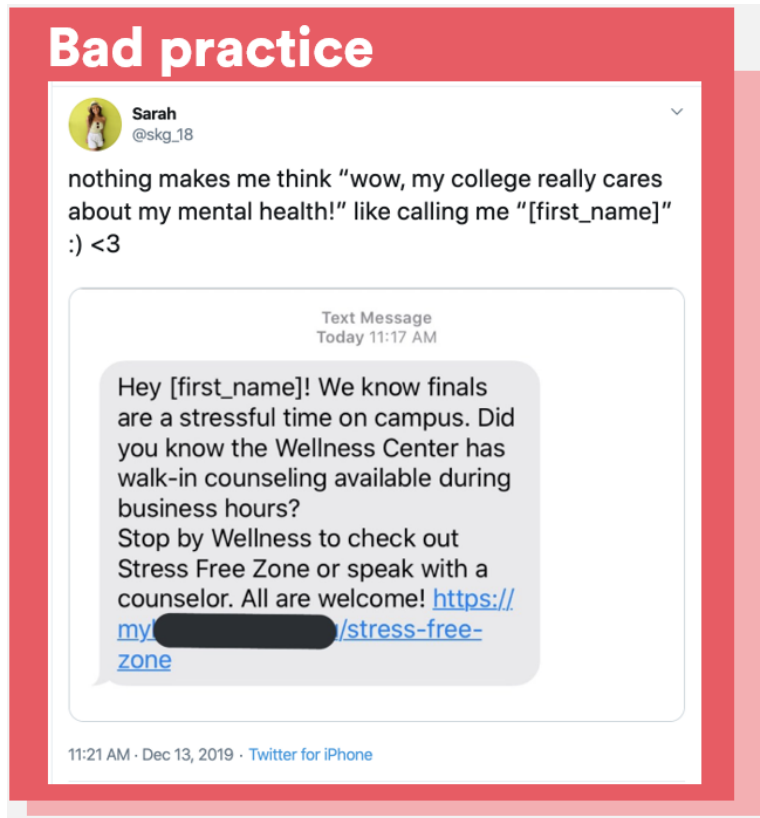 Bad practice
Sarah
@skg_18
nothing makes me think “wow, my college really cares
about my mental health!” like calling me “[first_name]”
:) <3
Text Message
Today 11:17 AM
Hey [first_name]! We know finals
are a stressful time on campus. Did
you know the Wellness Center has
walk-in counseling available during
business hours?
Stop by Wellness to check out
Stress Free Zone or speak with a
counselor. All are welcome! https://
my /stress-free-
zone
11:21 AM · Dec 13, 2019 · Twitter for iPhone